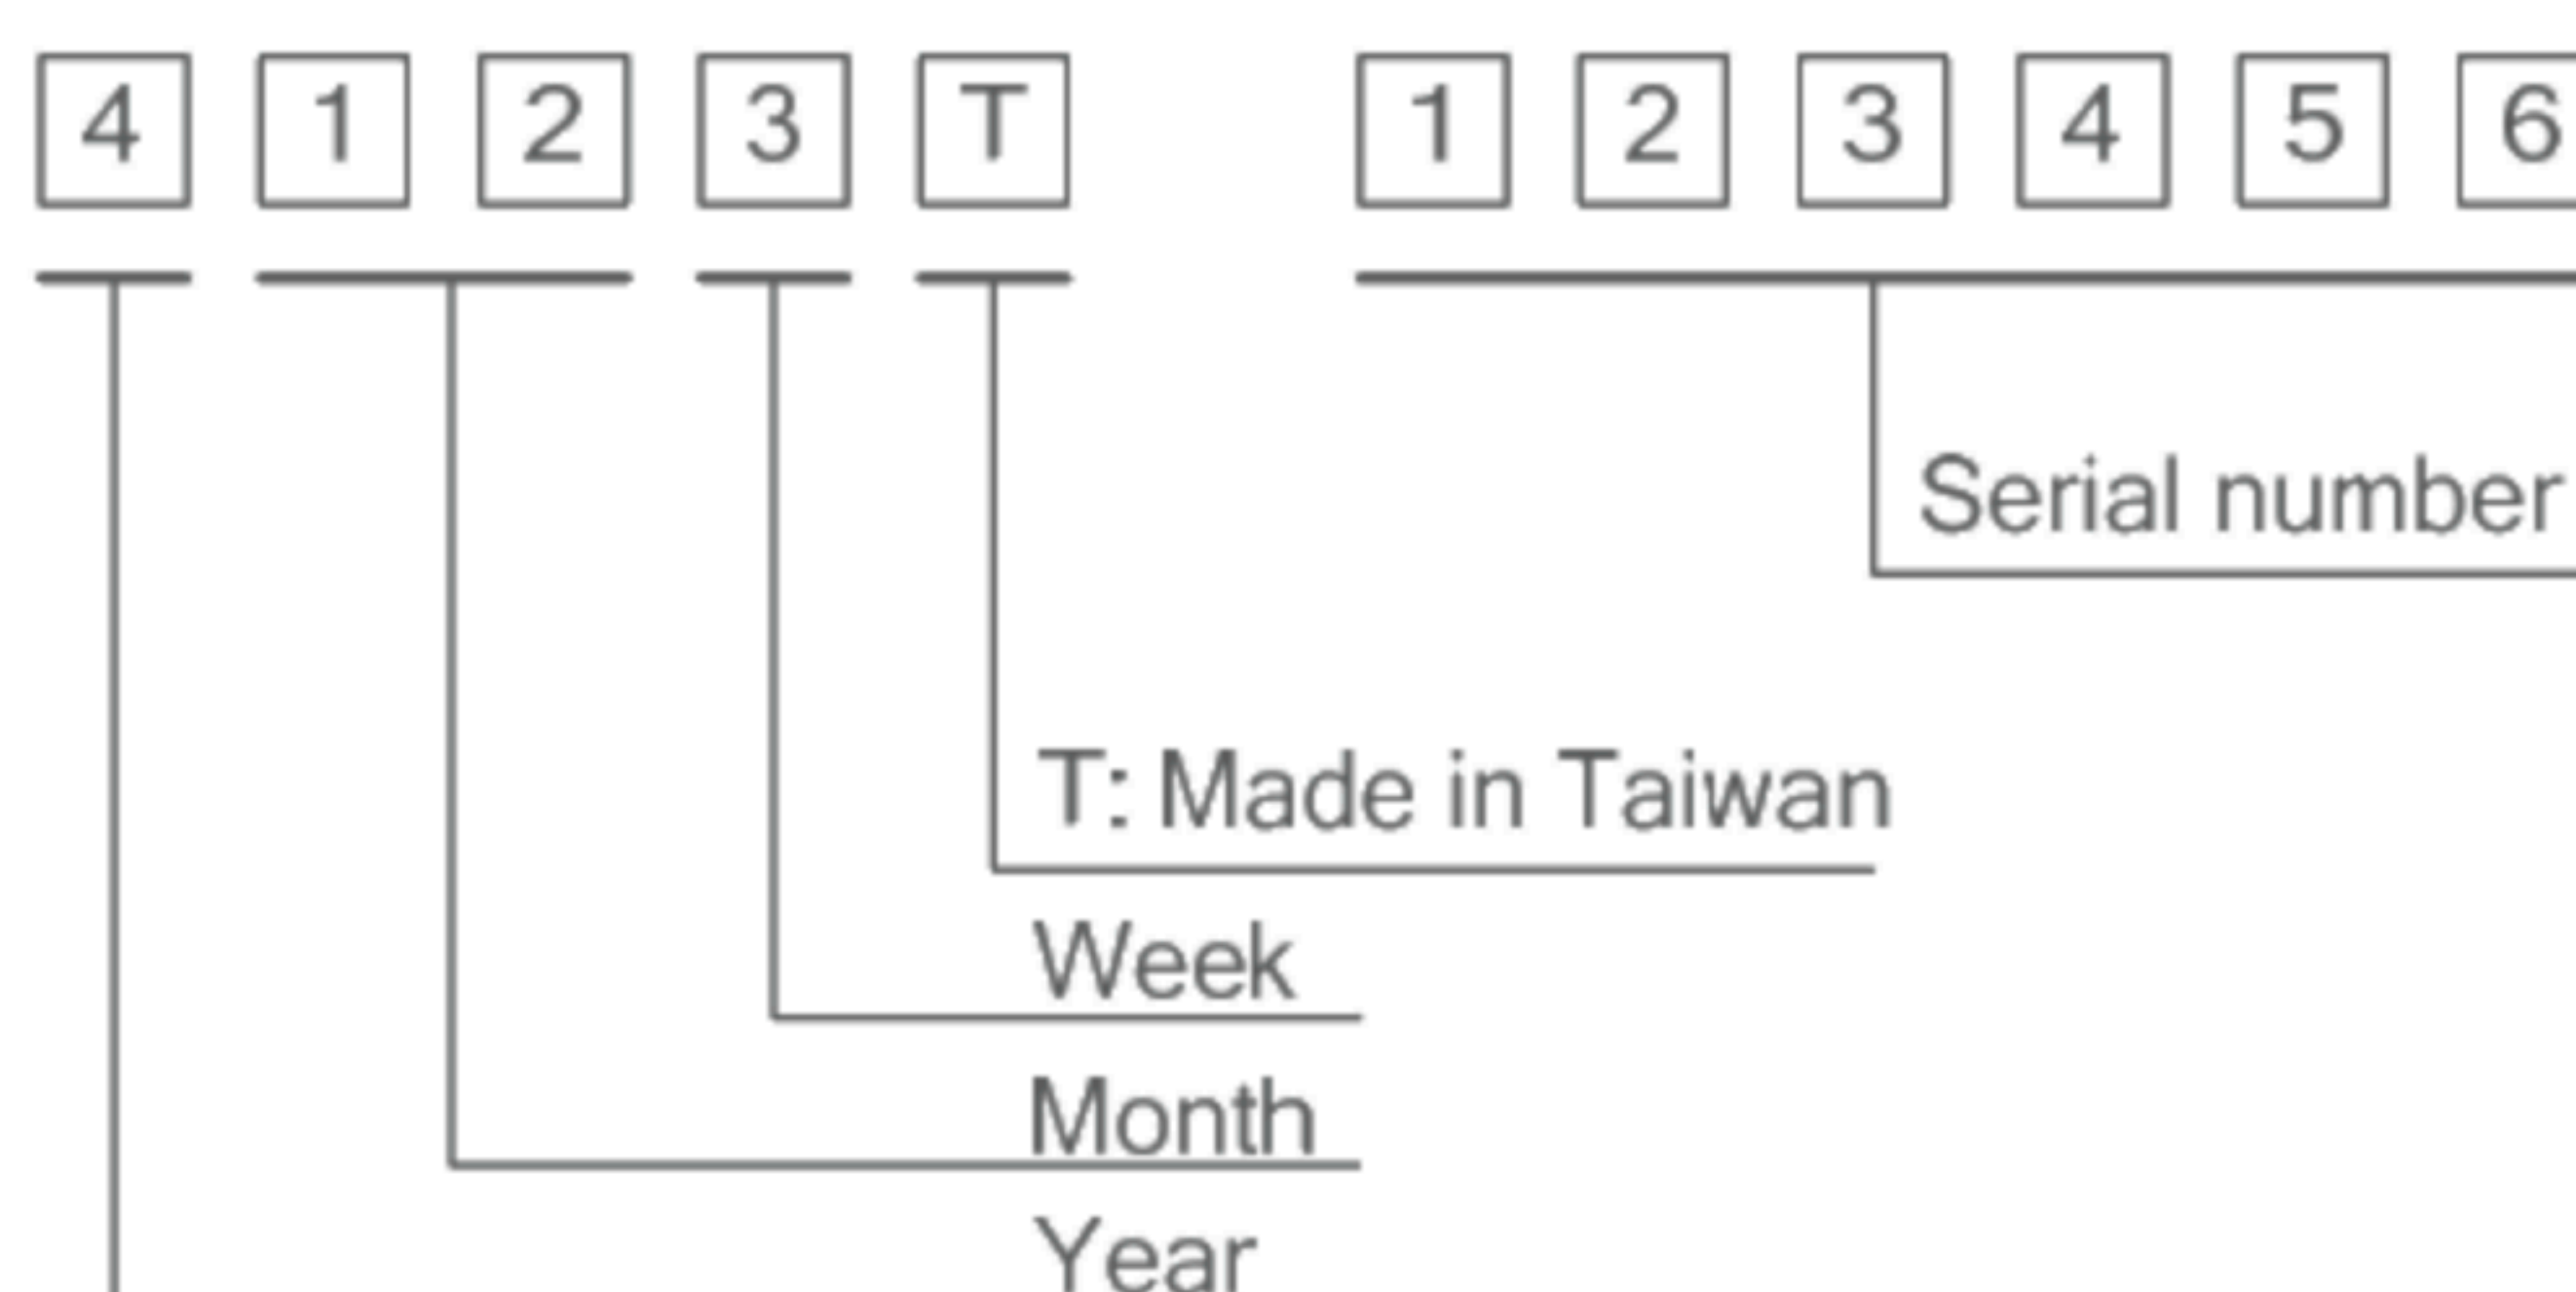 4 1 2 3 T 1 2 3 4 5 6
Serial number
T: Made in Taiwan
Week
Month
Year